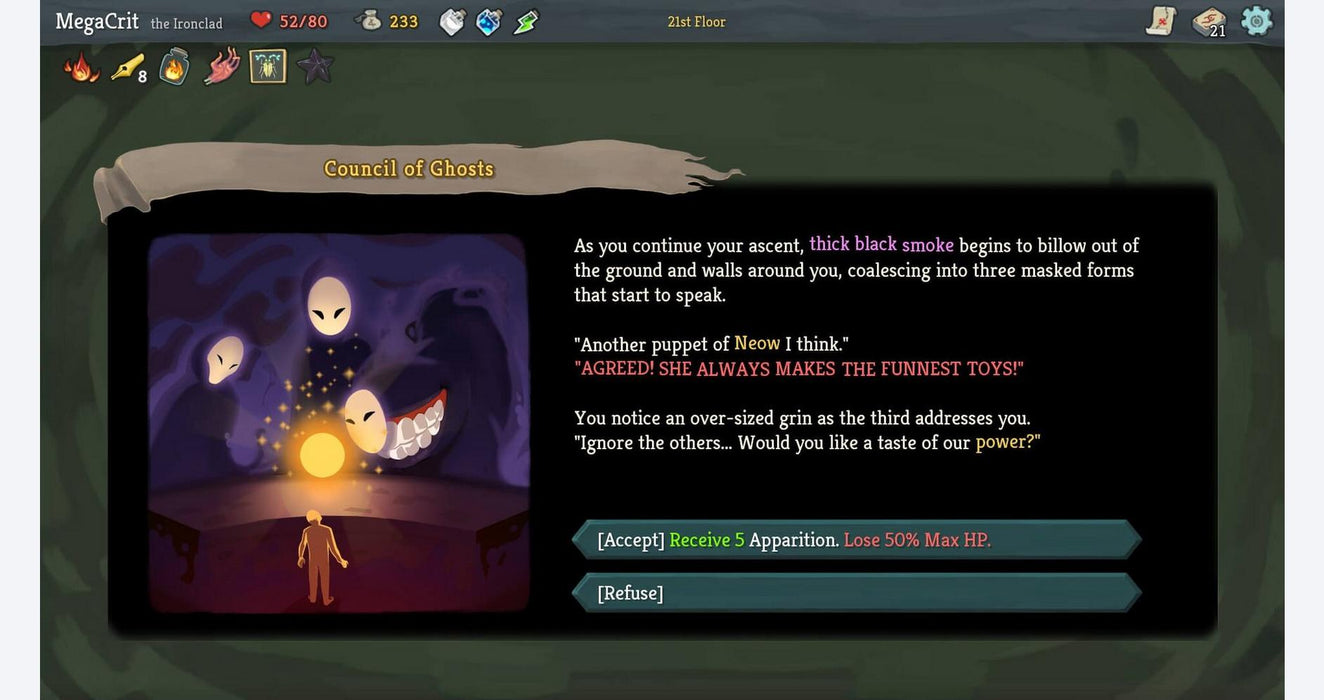 MegaCrit the Ironclad 52/80 233 21st Floor 21
8
Council of Ghosts
As you continue your ascent, thick black smoke begins to billow out of
the ground and walls around you, coalescing into three masked forms
that start to speak.
"Another puppet of Neow I think."
"AGREED! SHE ALWAYS MAKES THE FUNNEST TOYS!"
You notice an over-sized grin as the third addresses you.
"Ignore the others... Would you like a taste of our power?"
[Accept] Receive 5 Apparition. Lose 50% Max HP.
[Refuse]